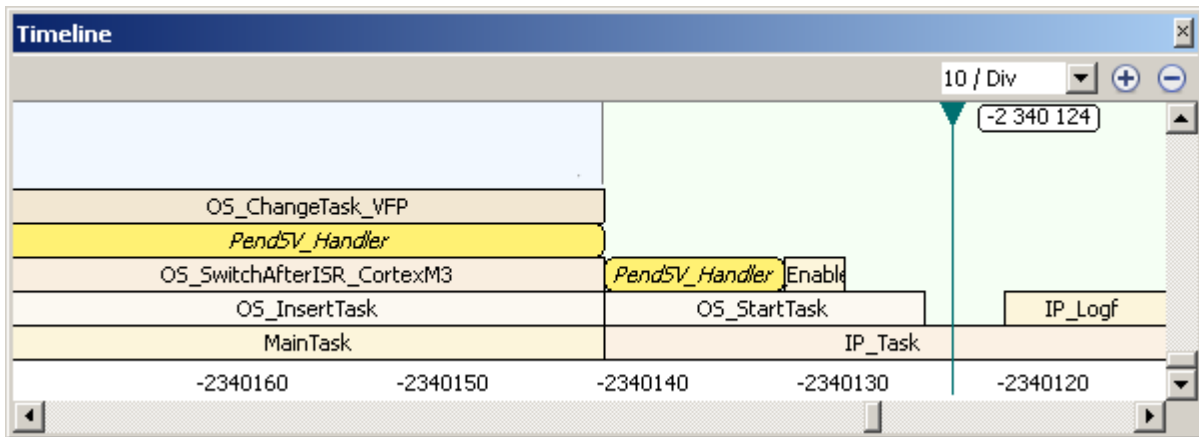 Timeline
10 / Div
-2 340 124
OS_ChangeTask_VFP
PendSV_Handler
OS_SwitchAfterISR_CortexM3 PendSV_Handler Enable
OS_InsertTask OS_StartTask IP_Logf
MainTask IP_Task
-2340160 -2340150 -2340140 -2340130 -2340120